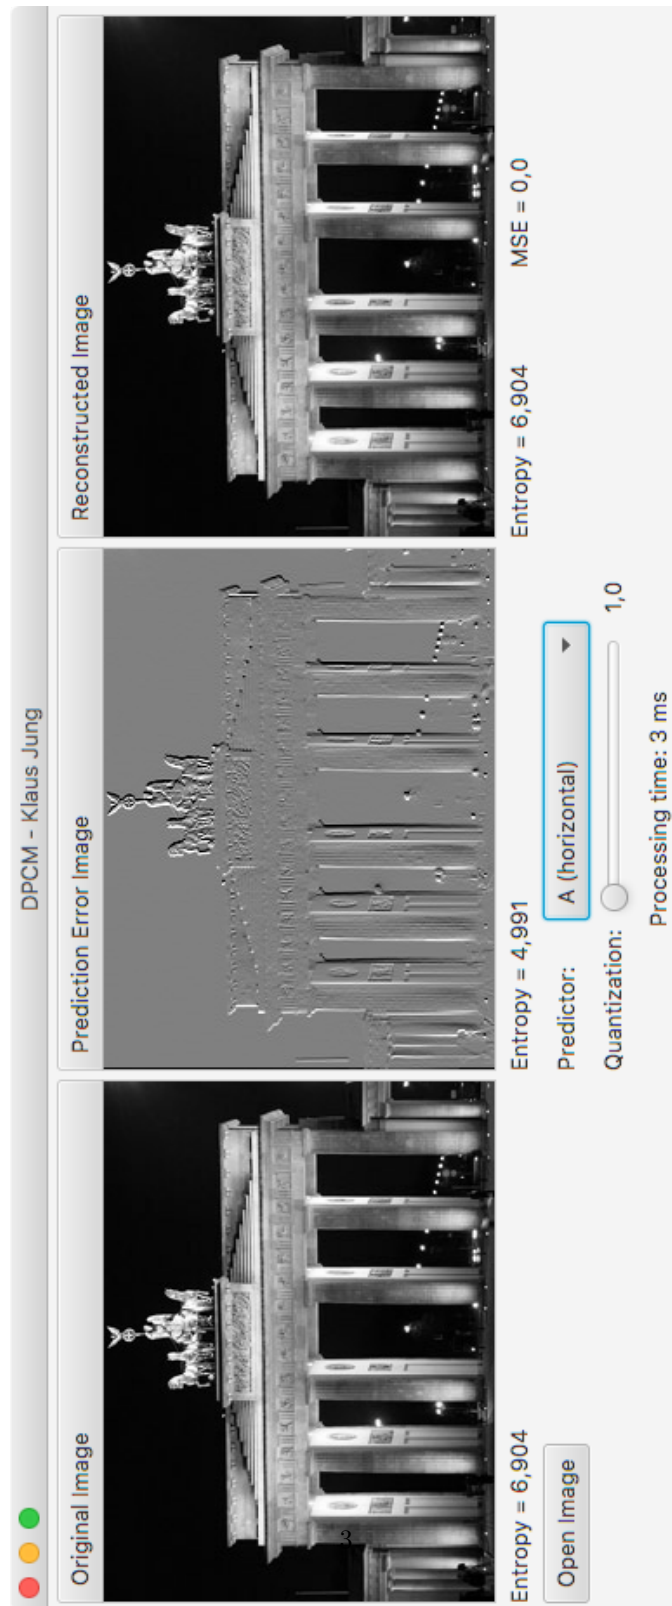 DPCM - Klaus Jung
Original Image
Prediction Error Image
Reconstructed Image
Entropy = 6,904
Entropy = 4,991
Entropy = 6,904
MSE = 0,0
Open Image
Predictor:
A (horizontal)
Quantization:
1,0
Processing time: 3 ms
3